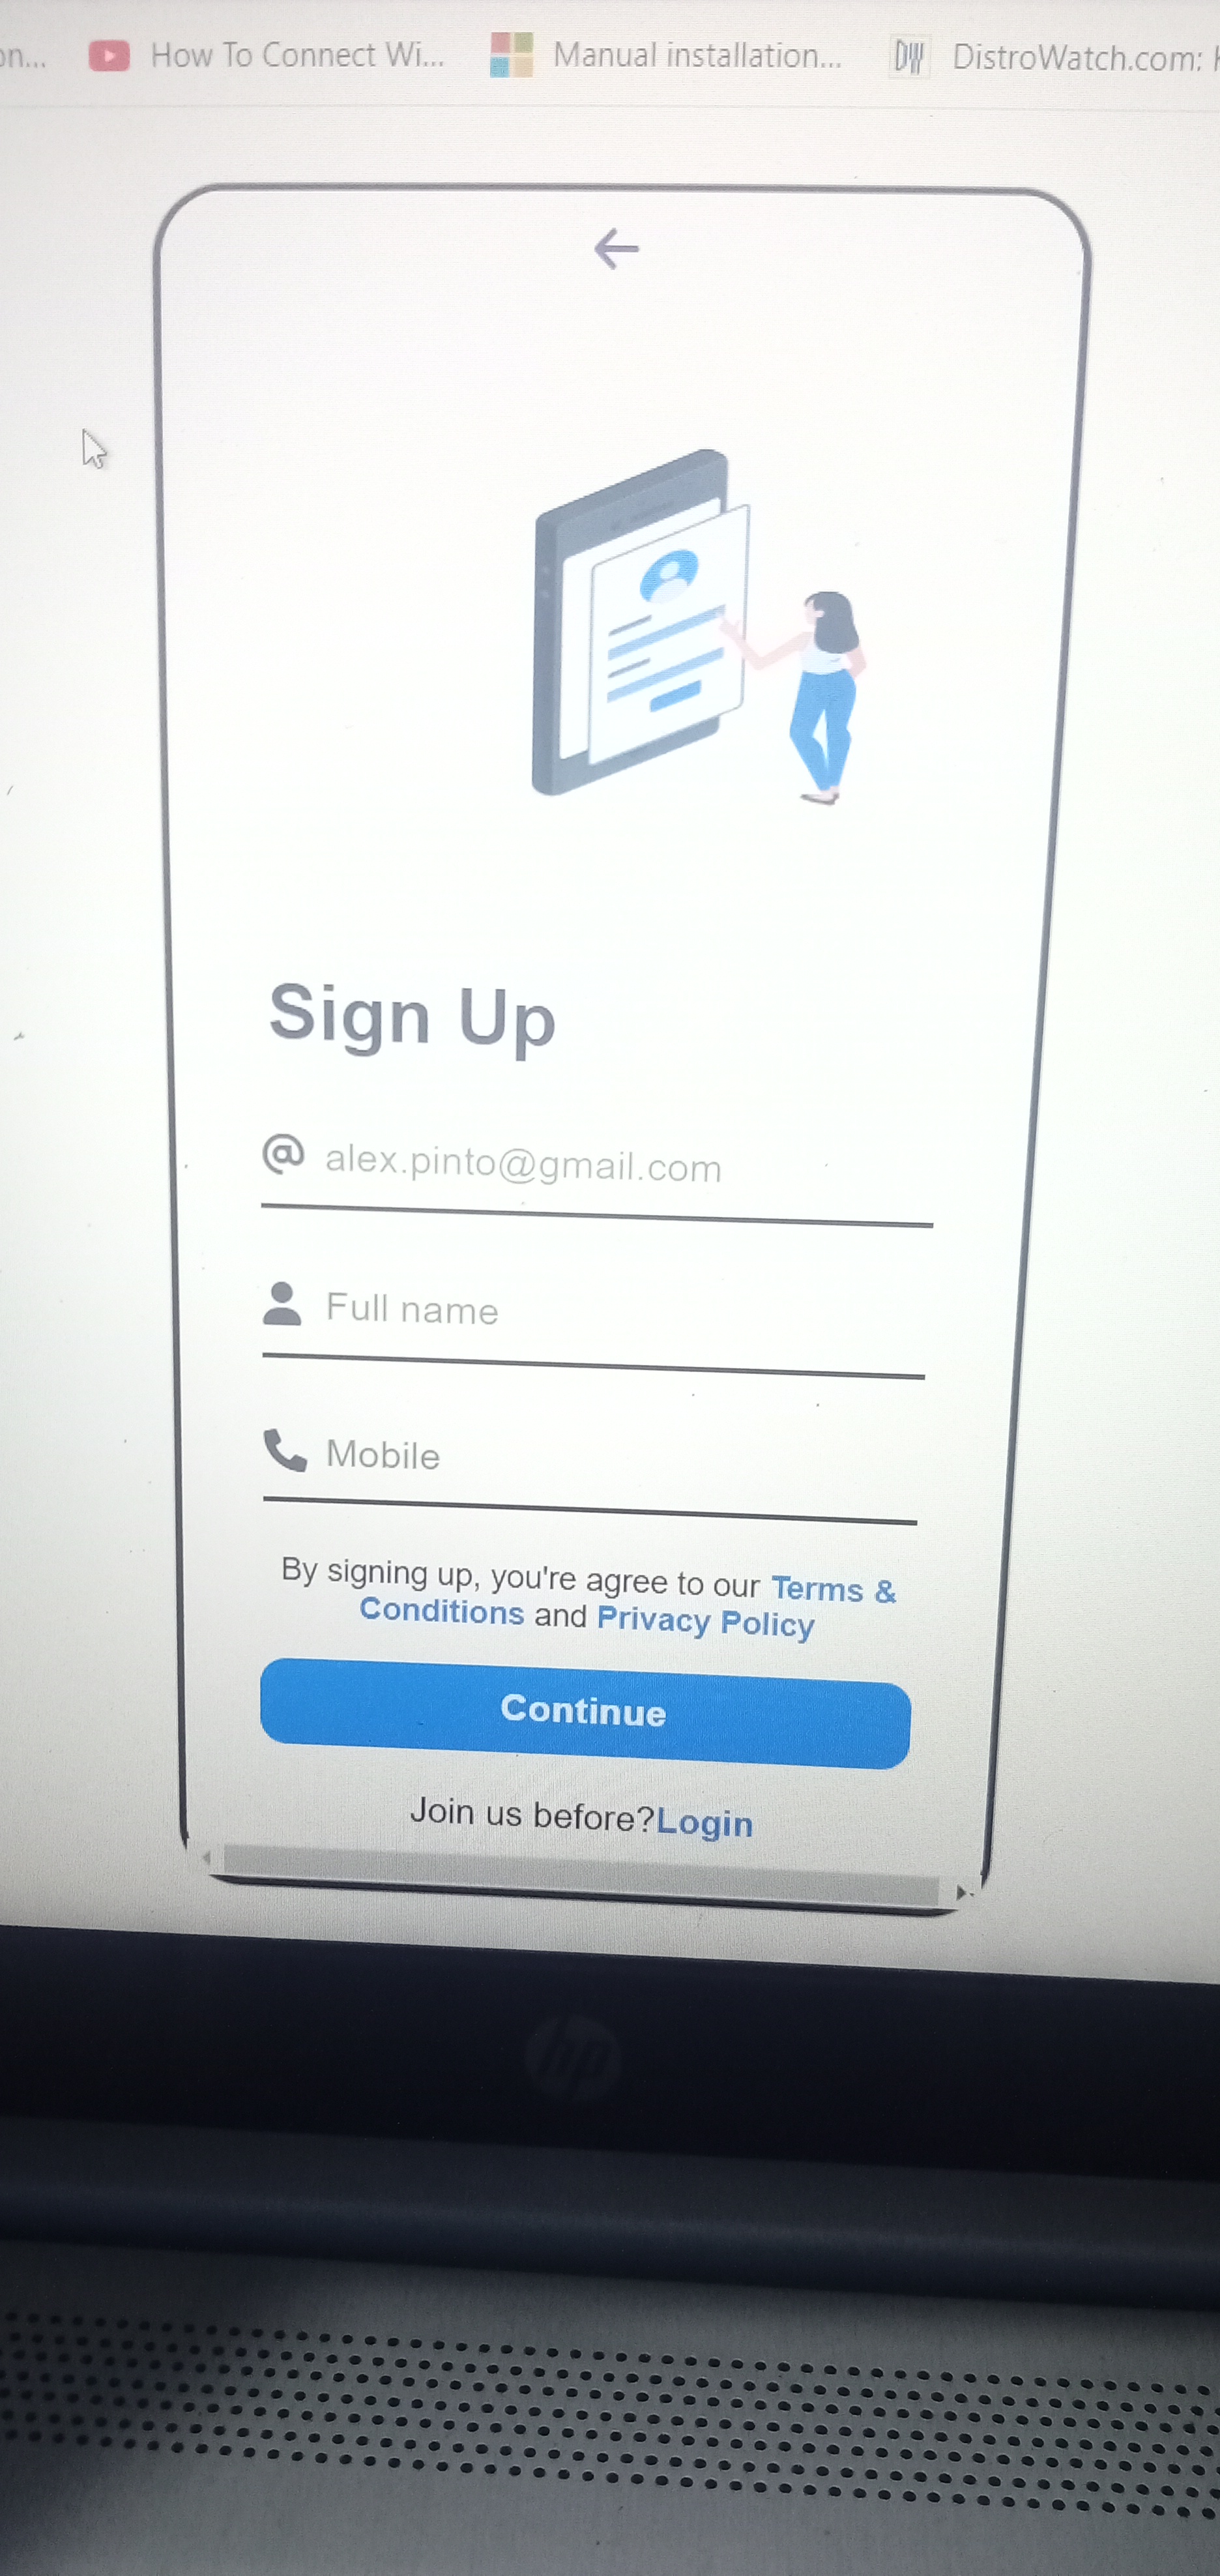 on...
How To Connect Wi...
Manual installation...
DW
DistroWatch.com:
Sign Up
@ alex.pinto@gmail.com
Full name
Mobile
By signing up, you're agree to our Terms &
Conditions and Privacy Policy
Continue
Join us before?Login
hp